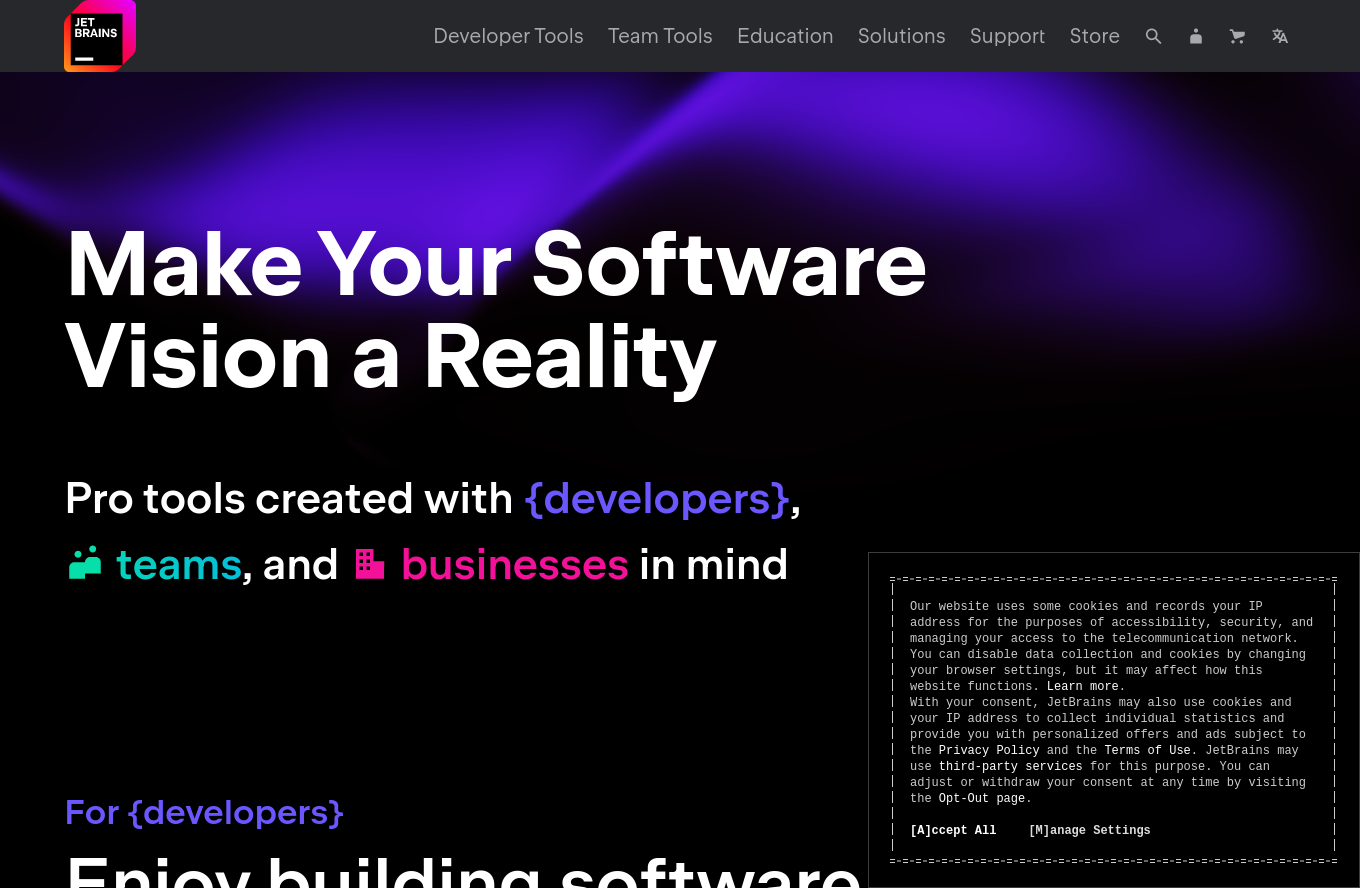 JET
BRAINS
Developer Tools Team Tools Education Solutions Support Store
Make Your Software
Vision a Reality
Pro tools created with {developers},
teams, and businesses in mind
For {developers}
Enjoy building software
Our website uses some cookies and records your IP
address for the purposes of accessibility, security, and
managing your access to the telecommunication network.
You can disable data collection and cookies by changing
your browser settings, but it may affect how this
website functions. Learn more.
With your consent, JetBrains may also use cookies and
your IP address to collect individual statistics and
provide you with personalized offers and ads subject to
the Privacy Policy and the Terms of Use. JetBrains may
use third-party services for this purpose. You can
adjust or withdraw your consent at any time by visiting
the Opt-Out page.
[A]ccept All [M]anage Settings